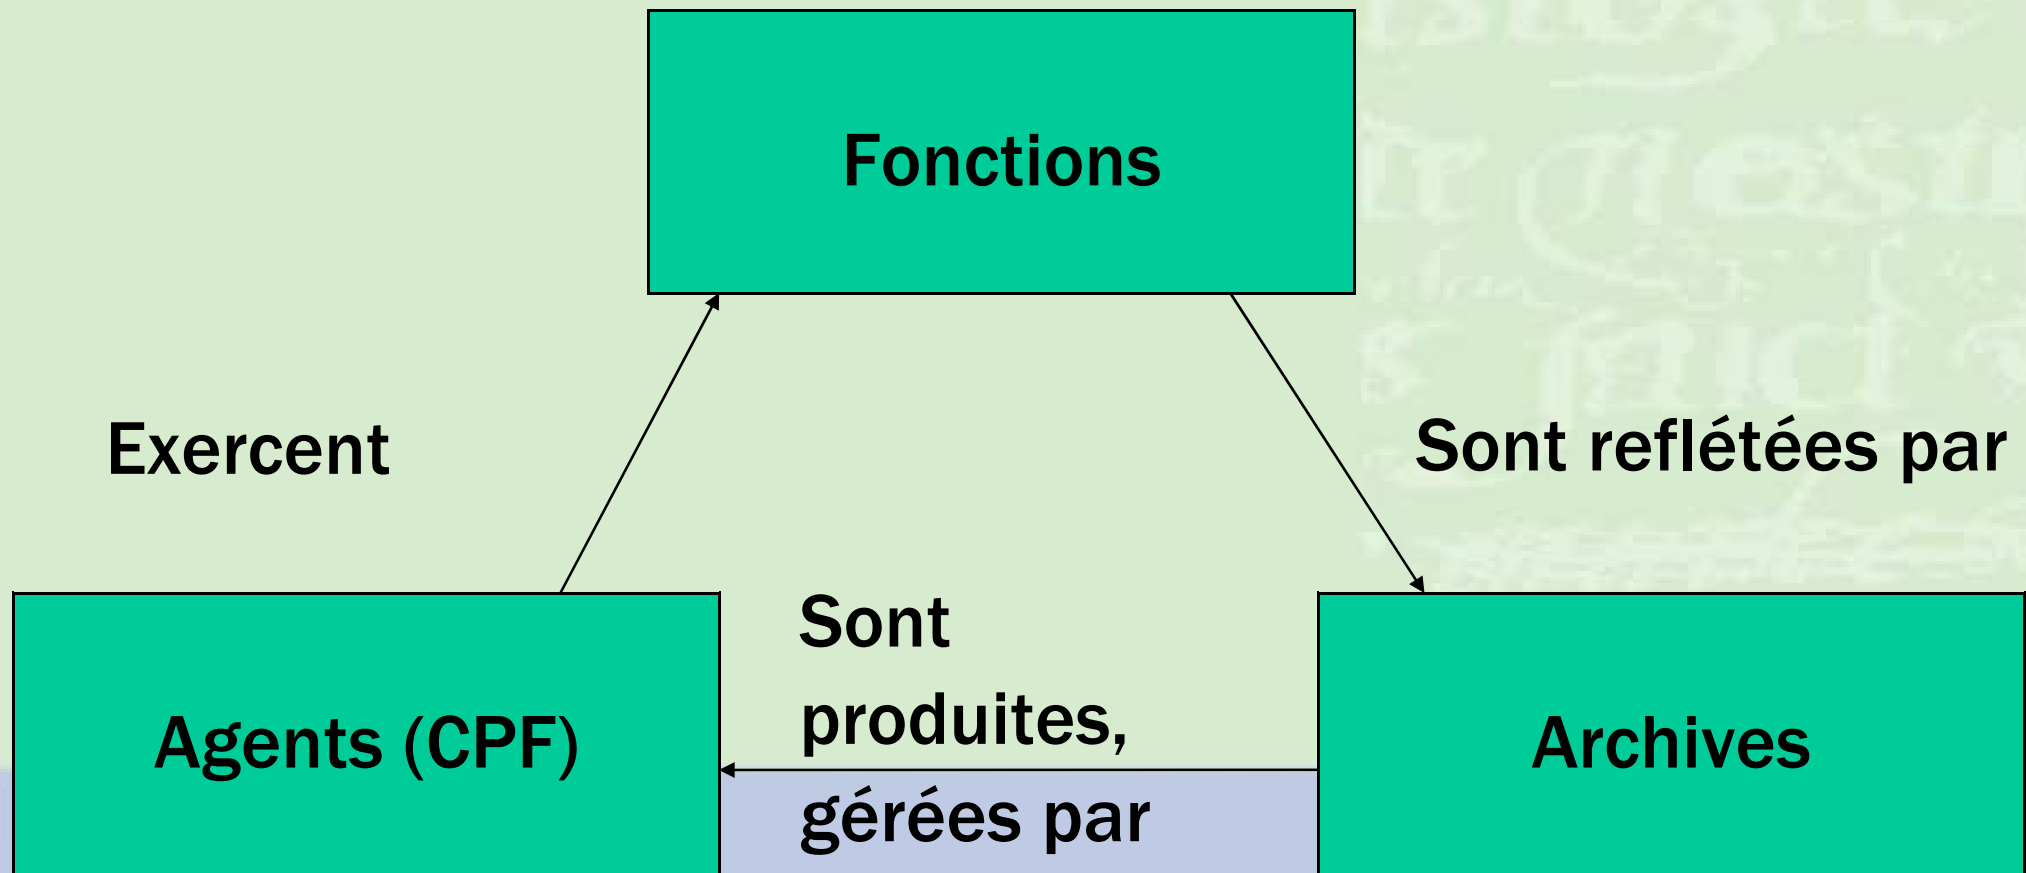 Fonctions
Exercent
Sont reflétées par
Sont
produites,
gérées par
Agents (CPF)
Archives